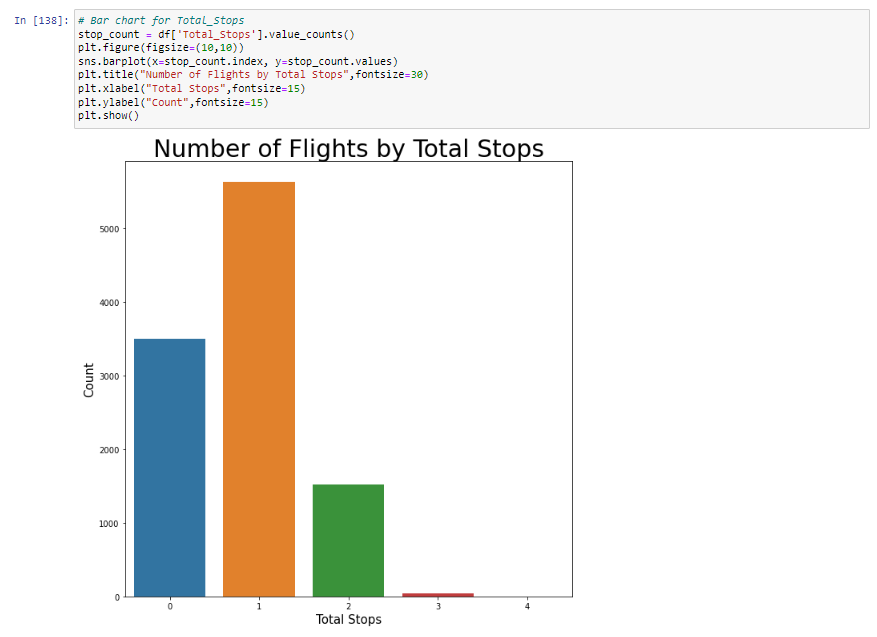 In [138]: # Bar chart for Total_Stops
stop_count = df['Total_Stops'].value_counts()
plt.figure(figsize=(10,10))
sns.barplot(x=stop_count.index, y=stop_count.values)
plt.title("Number of Flights by Total Stops",fontsize=30)
plt.xlabel("Total Stops",fontsize=15)
plt.ylabel("Count",fontsize=15)
plt.show()
Number of Flights by Total Stops
5000
4000
3000
2000
1000
0
Count
0 1 2 3 4
Total Stops